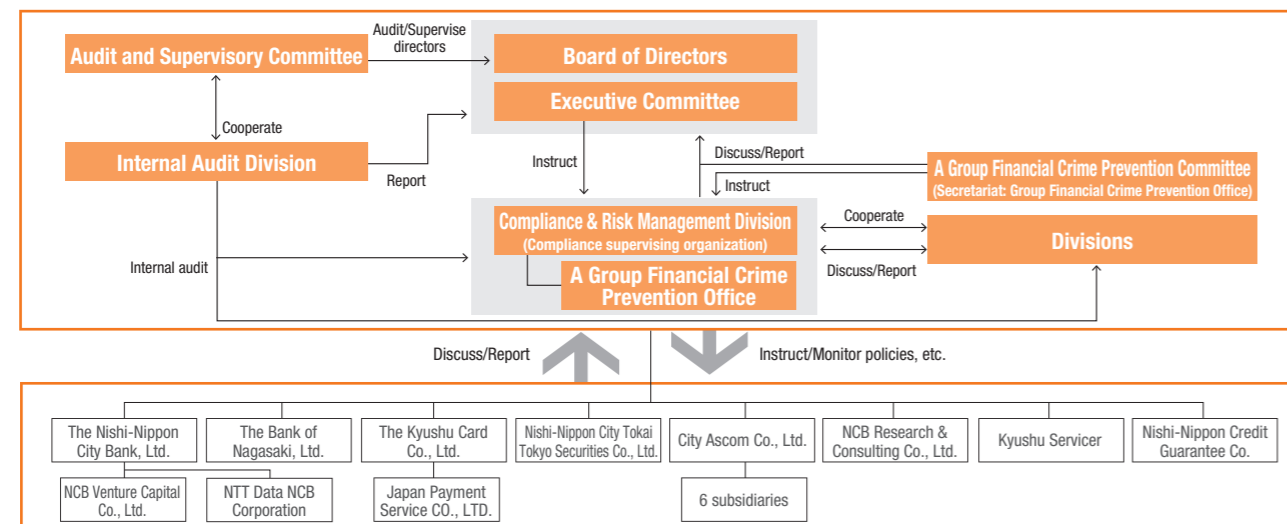 Audit/Supervise
directors
Audit and Supervisory Committee
Board of Directors
Executive Committee
Cooperate
Internal Audit Division
Report
Instruct
Discuss/Report
Instruct
A Group Financial Crime Prevention Committee
(Secretariat: Group Financial Crime Prevention Office)
Compliance & Risk Management Division
(Compliance supervising organization)
Cooperate
Divisions
Internal audit
A Group Financial Crime
Prevention Office
Discuss/Report
Discuss/Report
Instruct/Monitor policies, etc.
The Nishi-Nippon
City Bank, Ltd.
The Bank of
Nagasaki, Ltd.
The Kyushu Card
Co., Ltd.
Nishi-Nippon City Tokai
Tokyo Securities Co., Ltd.
City Ascom Co., Ltd.
NCB Research &
Consulting Co., Ltd.
Kyushu Servicer
Nishi-Nippon Credit
Guarantee Co.
NCB Venture Capital
Co., Ltd.
NTT Data NCB
Corporation
Japan Payment
Service CO., LTD.
6 subsidiaries